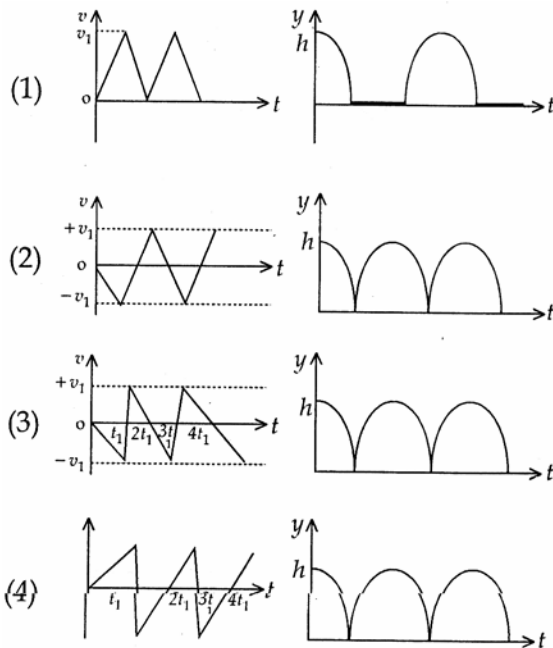 v y
v₁ h
(1)
o t t
v y
+v₁
h
(2) o t
−v₁ t
v y
+v₁
h
(3) o t₁ 2t₁ 3t₁ 4t₁ t
−v₁ t
y
h
(4) t₁ 2t₁ 3t₁ 4t₁ t
t